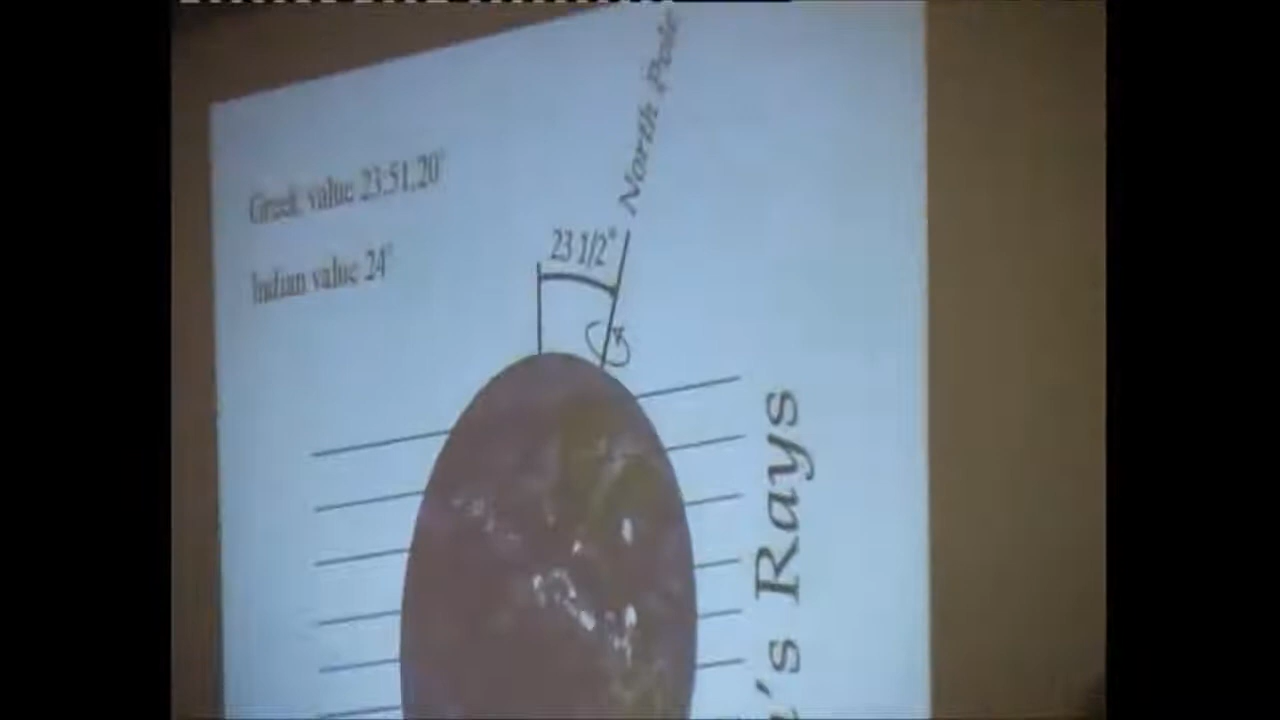 Greek value 23:51,20°
Indian value 24°
23 1/2°
North Pole
's Rays